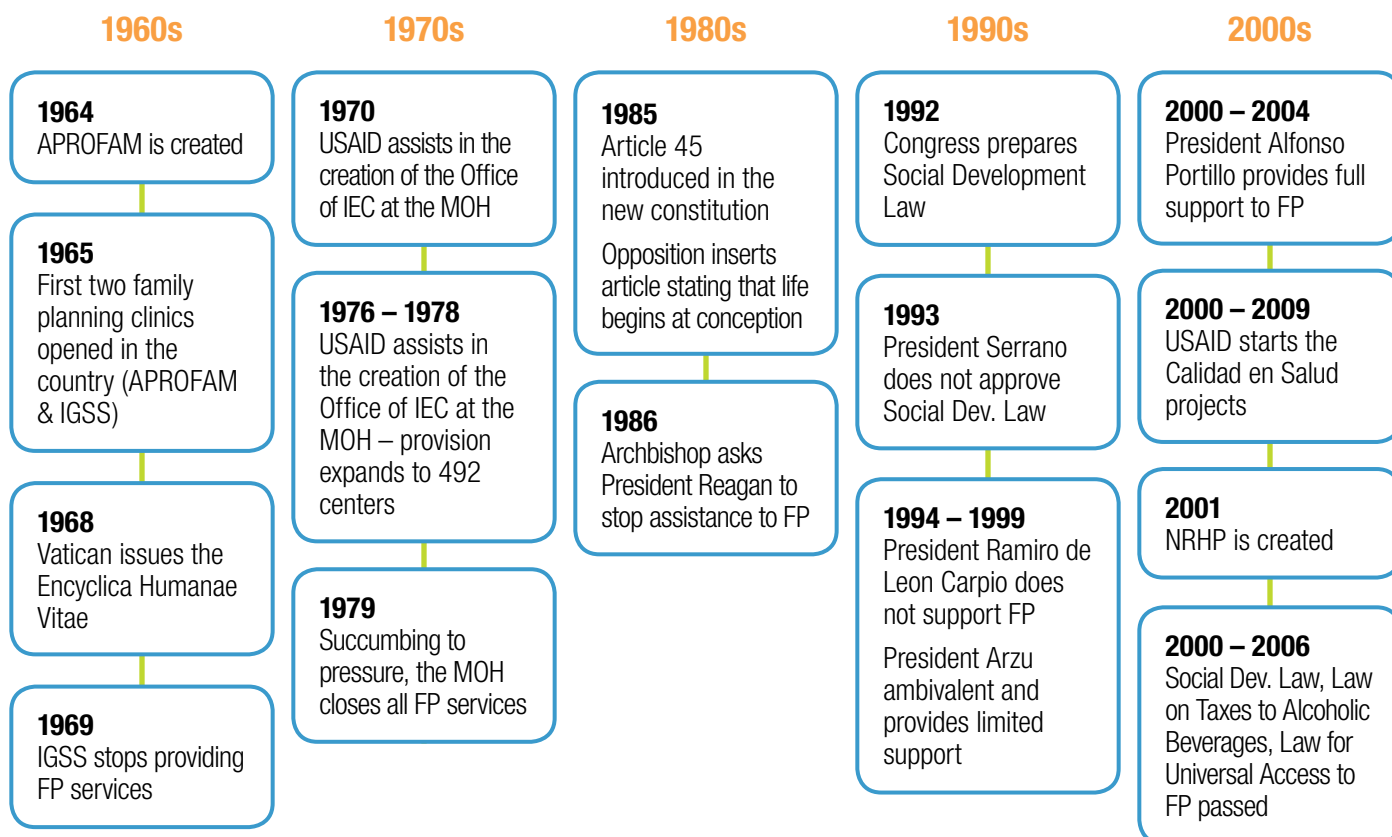 1960s
1964
APROFAM is created
1965
First two family
planning clinics
opened in the
country (APROFAM
& IGSS)
1968
Vatican issues the
Encyclica Humanae
Vitae
1969
IGSS stops providing
FP services
1970s
1970
USAID assists in the
creation of the Office
of IEC at the MOH
1976 – 1978
USAID assists in
the creation of the
Office of IEC at the
MOH – provision
expands to 492
centers
1979
Succumbing to
pressure, the MOH
closes all FP services
1980s
1985
Article 45
introduced in the
new constitution
Opposition inserts
article stating that life
begins at conception
1986
Archbishop asks
President Reagan to
stop assistance to FP
1990s
1992
Congress prepares
Social Development
Law
1993
President Serrano
does not approve
Social Dev. Law
1994 – 1999
President Ramiro de
Leon Carpio does
not support FP
President Arzu
ambivalent and
provides limited
support
2000s
2000 – 2004
President Alfonso
Portillo provides full
support to FP
2000 – 2009
USAID starts the
Calidad en Salud
projects
2001
NRHP is created
2000 – 2006
Social Dev. Law, Law
on Taxes to Alcoholic
Beverages, Law for
Universal Access to
FP passed